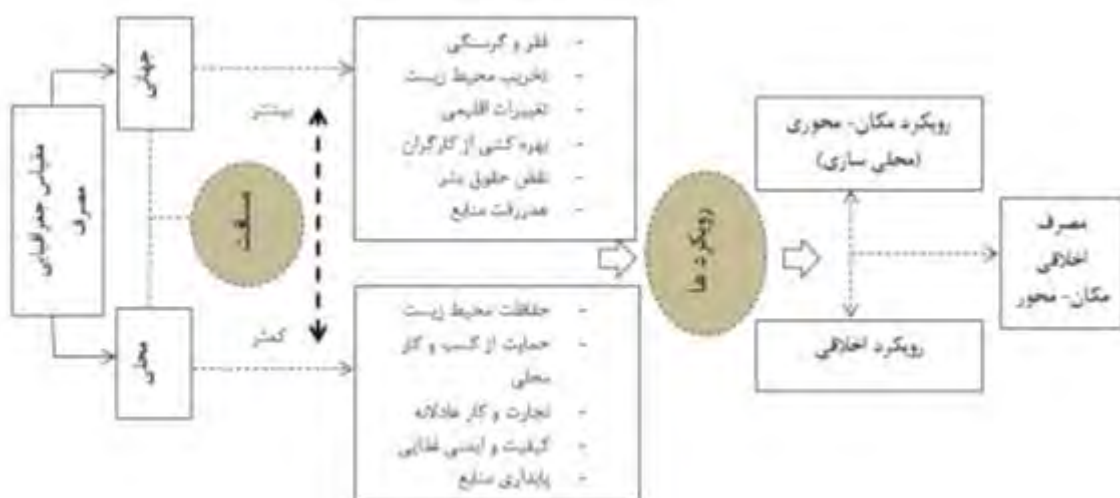 مقیاس جغرافیایی
مصرف
جهانی
محلی
مسافت
بیشتر
کمتر
- فقر و گرسنگی
- تخریب محیط زیست
- تغییرات اقلیمی
- بهره کشی از کارگران
- نقض حقوق بشر
- هدررفت منابع
- حفاظت محیط زیست
- حمایت از کسب و کار
محلی
- تجارت و کار عادلانه
- کیفیت و ایمنی غذایی
- پایداری منابع
رویکرد ها
رویکرد مکان- محوری
(محلی سازی)
رویکرد اخلاقی
مصرف
اخلاقی
مکان- محور